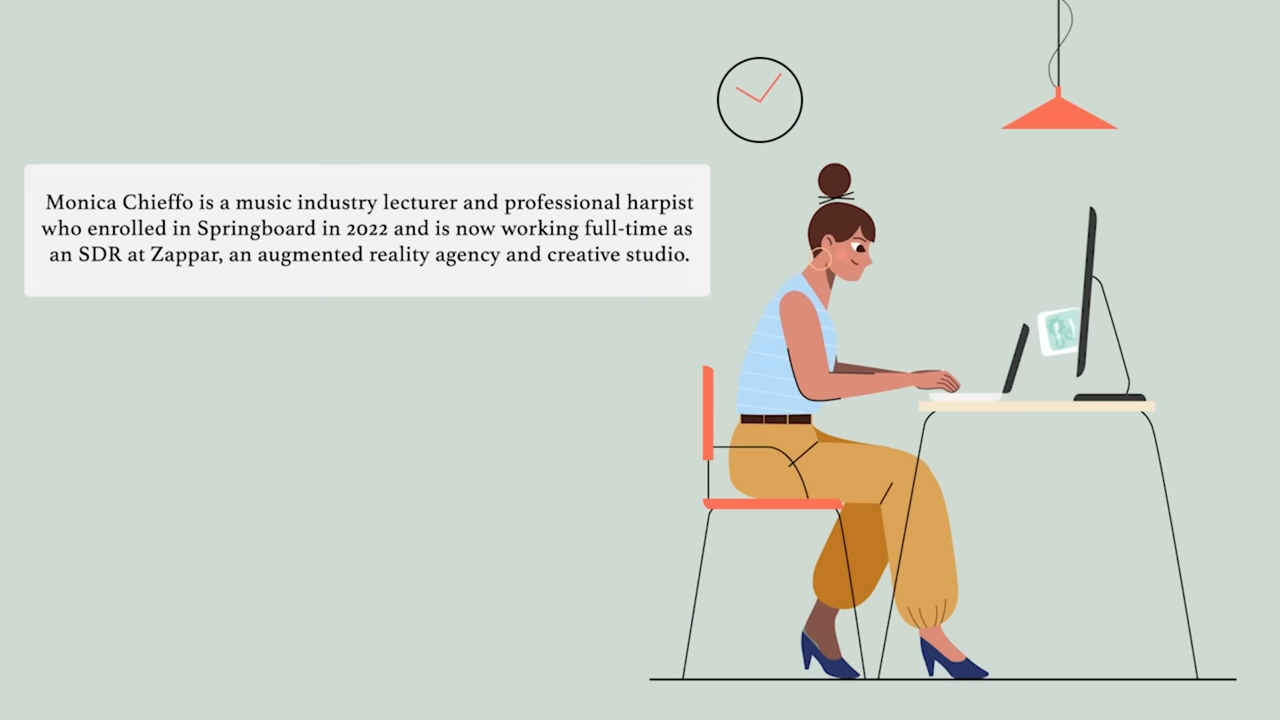 Monica Chieffo is a music industry lecturer and professional harpist
who enrolled in Springboard in 2022 and is now working full-time as
an SDR at Zappar, an augmented reality agency and creative studio.